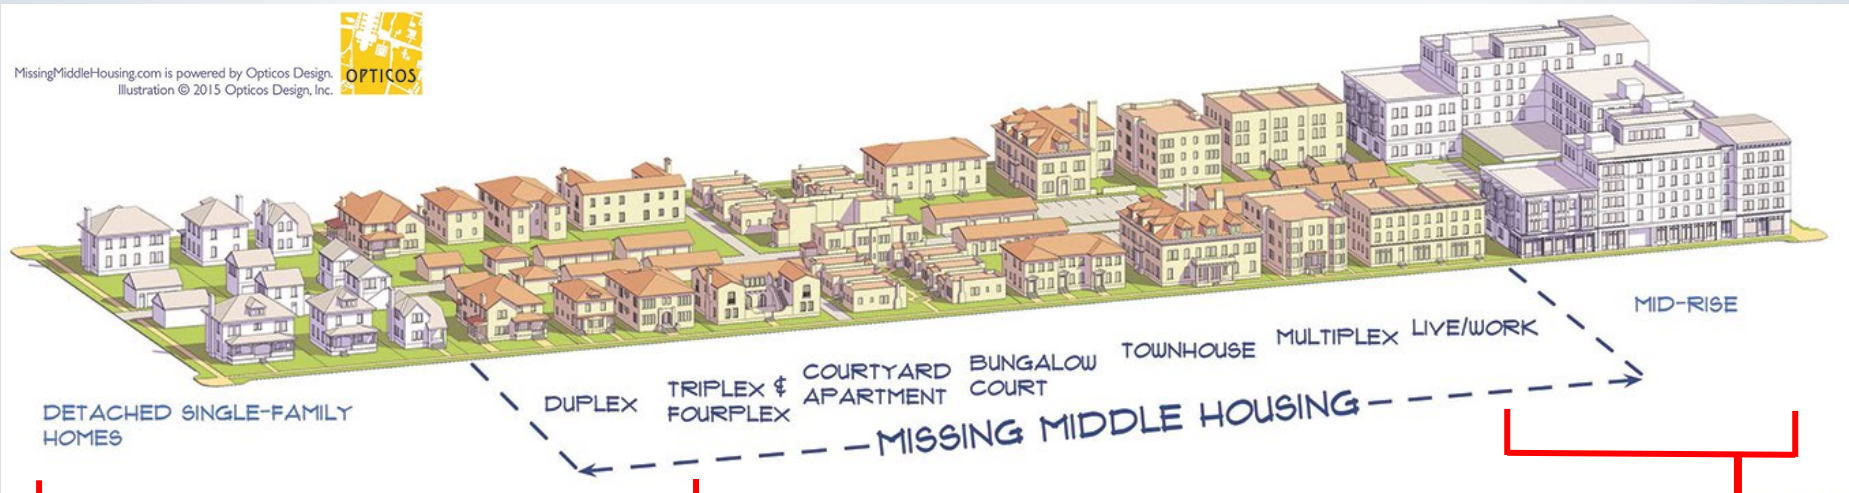 MissingMiddleHousing.com is powered by Opticos Design.
Illustration © 2015 Opticos Design, Inc.
OPTICOS
DETACHED SINGLE-FAMILY
HOMES
DUPLEX
TRIPLEX &
FOURPLEX
COURTYARD
APARTMENT
BUNGALOW
COURT
TOWNHOUSE
MULTIPLEX
LIVE/WORK
MID-RISE
MISSING MIDDLE HOUSING